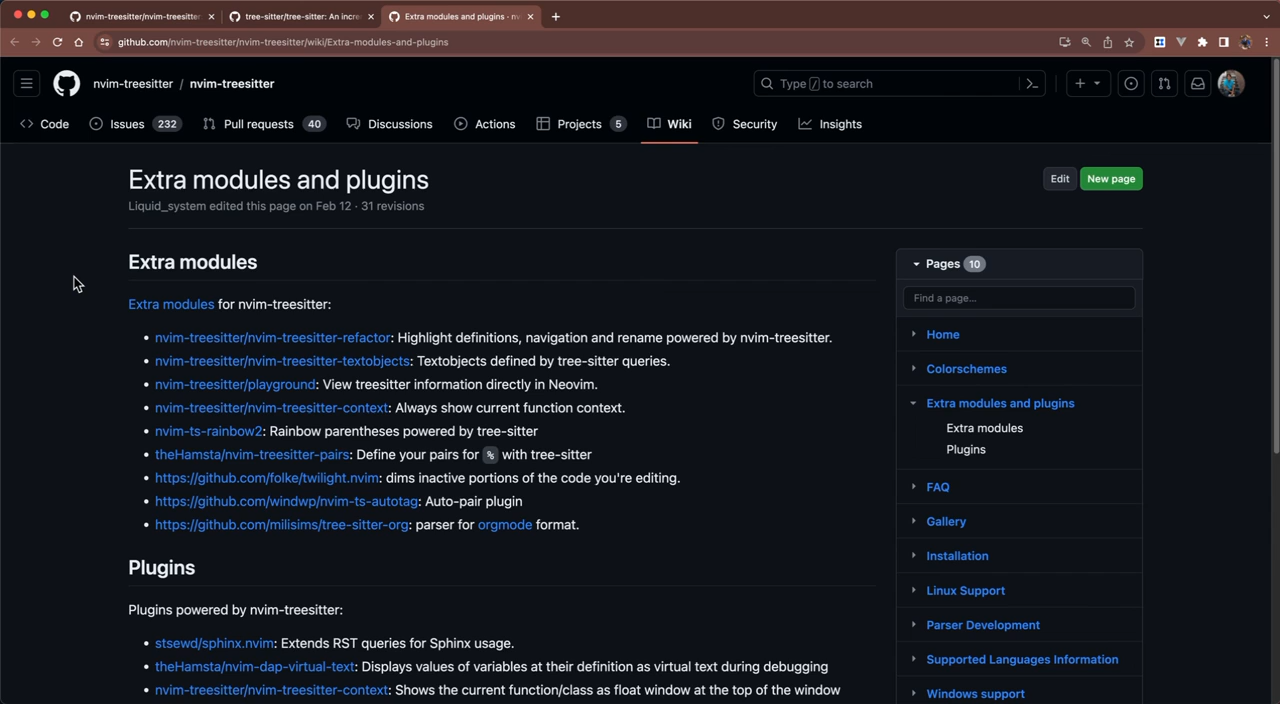 nvim-treesitter/nvim-treesitter
tree-sitter/tree-sitter: An incre
Extra modules and plugins · nv
github.com/nvim-treesitter/nvim-treesitter/wiki/Extra-modules-and-plugins
nvim-treesitter / nvim-treesitter
Type / to search
Code
Issues 232
Pull requests 40
Discussions
Actions
Projects 5
Wiki
Security
Insights
Extra modules and plugins
Edit
New page
Liquid_system edited this page on Feb 12 · 31 revisions
Extra modules
Extra modules for nvim-treesitter:
• nvim-treesitter/nvim-treesitter-refactor: Highlight definitions, navigation and rename powered by nvim-treesitter.
• nvim-treesitter/nvim-treesitter-textobjects: Textobjects defined by tree-sitter queries.
• nvim-treesitter/playground: View treesitter information directly in Neovim.
• nvim-treesitter/nvim-treesitter-context: Always show current function context.
• nvim-ts-rainbow2: Rainbow parentheses powered by tree-sitter
• theHamsta/nvim-treesitter-pairs: Define your pairs for % with tree-sitter
• https://github.com/folke/twilight.nvim: dims inactive portions of the code you're editing.
• https://github.com/windwp/nvim-ts-autotag: Auto-pair plugin
• https://github.com/milisims/tree-sitter-org: parser for orgmode format.
Plugins
Plugins powered by nvim-treesitter:
• stsewd/sphinx.nvim: Extends RST queries for Sphinx usage.
• theHamsta/nvim-dap-virtual-text: Displays values of variables at their definition as virtual text during debugging
• nvim-treesitter/nvim-treesitter-context: Shows the current function/class as float window at the top of the window
Pages 10
Find a page...
Home
Colorschemes
Extra modules and plugins
Extra modules
Plugins
FAQ
Gallery
Installation
Linux Support
Parser Development
Supported Languages Information
Windows support